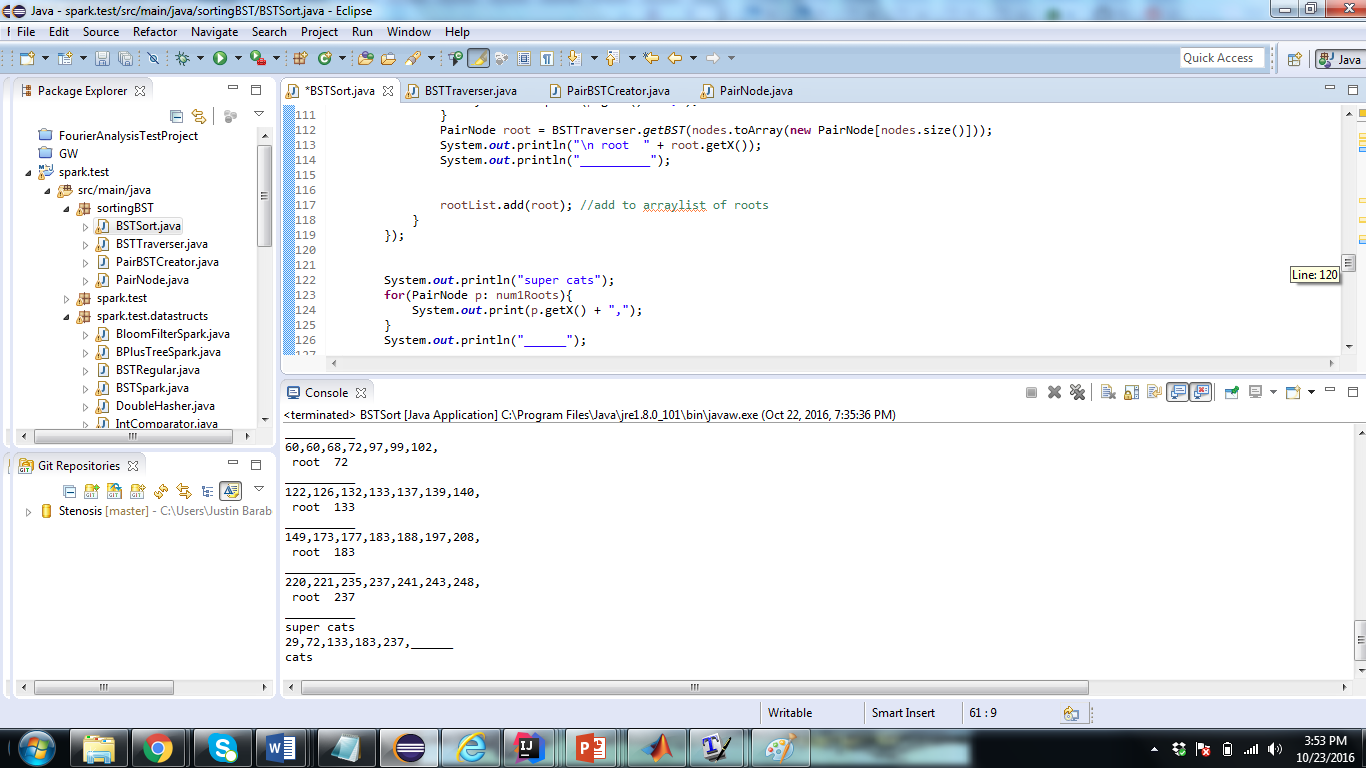 Java - spark.test/src/main/java/sortingBST/BSTSort.java - Eclipse
File Edit Source Refactor Navigate Search Project Run Window Help
Quick Access
Java
Package Explorer
FourierAnalysisTestProject
GW
spark.test
src/main/java
sortingBST
BSTSort.java
BSTTraverser.java
PairBSTCreator.java
PairNode.java
spark.test
spark.test.datastructs
BloomFilterSpark.java
BPlusTreeSpark.java
BSTRegular.java
BSTSpark.java
DoubleHasher.java
IntComparator.java
Git Repositories
Stenosis [master] - C:\Users\Justin Barab
*BSTSort.java BSTTraverser.java PairBSTCreator.java PairNode.java
111 }
112 PairNode root = BSTTraverser.getBST(nodes.toArray(new PairNode[nodes.size()]));
113 System.out.println("\n root  " + root.getX());
114 System.out.println("__________");
115
116
117 rootList.add(root); //add to arraylist of roots
118 }
119 });
120
121
122 System.out.println("super cats");
123 for(PairNode p: num1Roots){
124 System.out.print(p.getX() + ",");
125 }
126 System.out.println("______");
127
Line: 120
Console
<terminated> BSTSort [Java Application] C:\Program Files\Java\jre1.8.0_101\bin\javaw.exe (Oct 22, 2016, 7:35:36 PM)
__________
60,60,68,72,97,99,102,
root  72
__________
122,126,132,133,137,139,140,
root  133
__________
149,173,177,183,188,197,208,
root  183
__________
220,221,235,237,241,243,248,
root  237
__________
super cats
29,72,133,183,237,______
cats
Writable Smart Insert 61 : 9
3:53 PM
10/23/2016